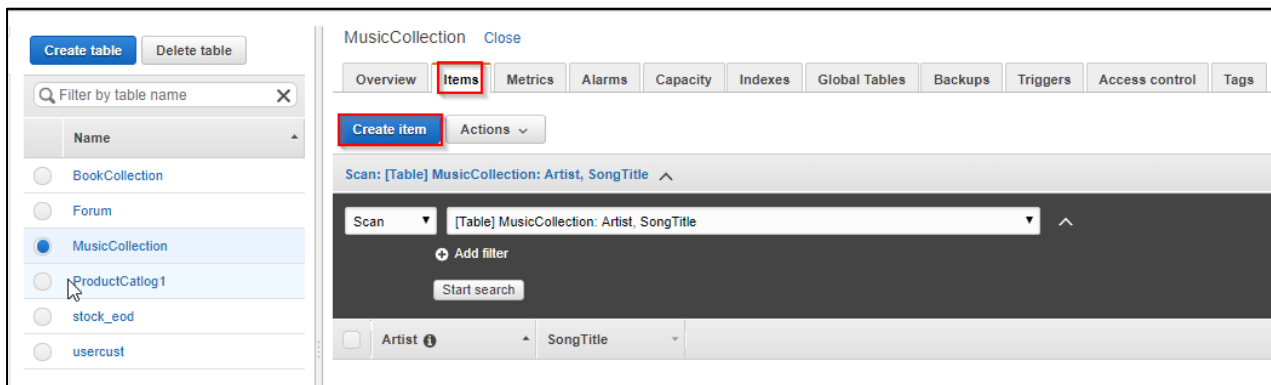 Create table Delete table
Filter by table name
Name
BookCollection
Forum
MusicCollection
ProductCatlog1
stock_eod
usercust
MusicCollection Close
Overview Items Metrics Alarms Capacity Indexes Global Tables Backups Triggers Access control Tags
Create item Actions
Scan: [Table] MusicCollection: Artist, SongTitle
Scan [Table] MusicCollection: Artist, SongTitle
Add filter
Start search
Artist SongTitle